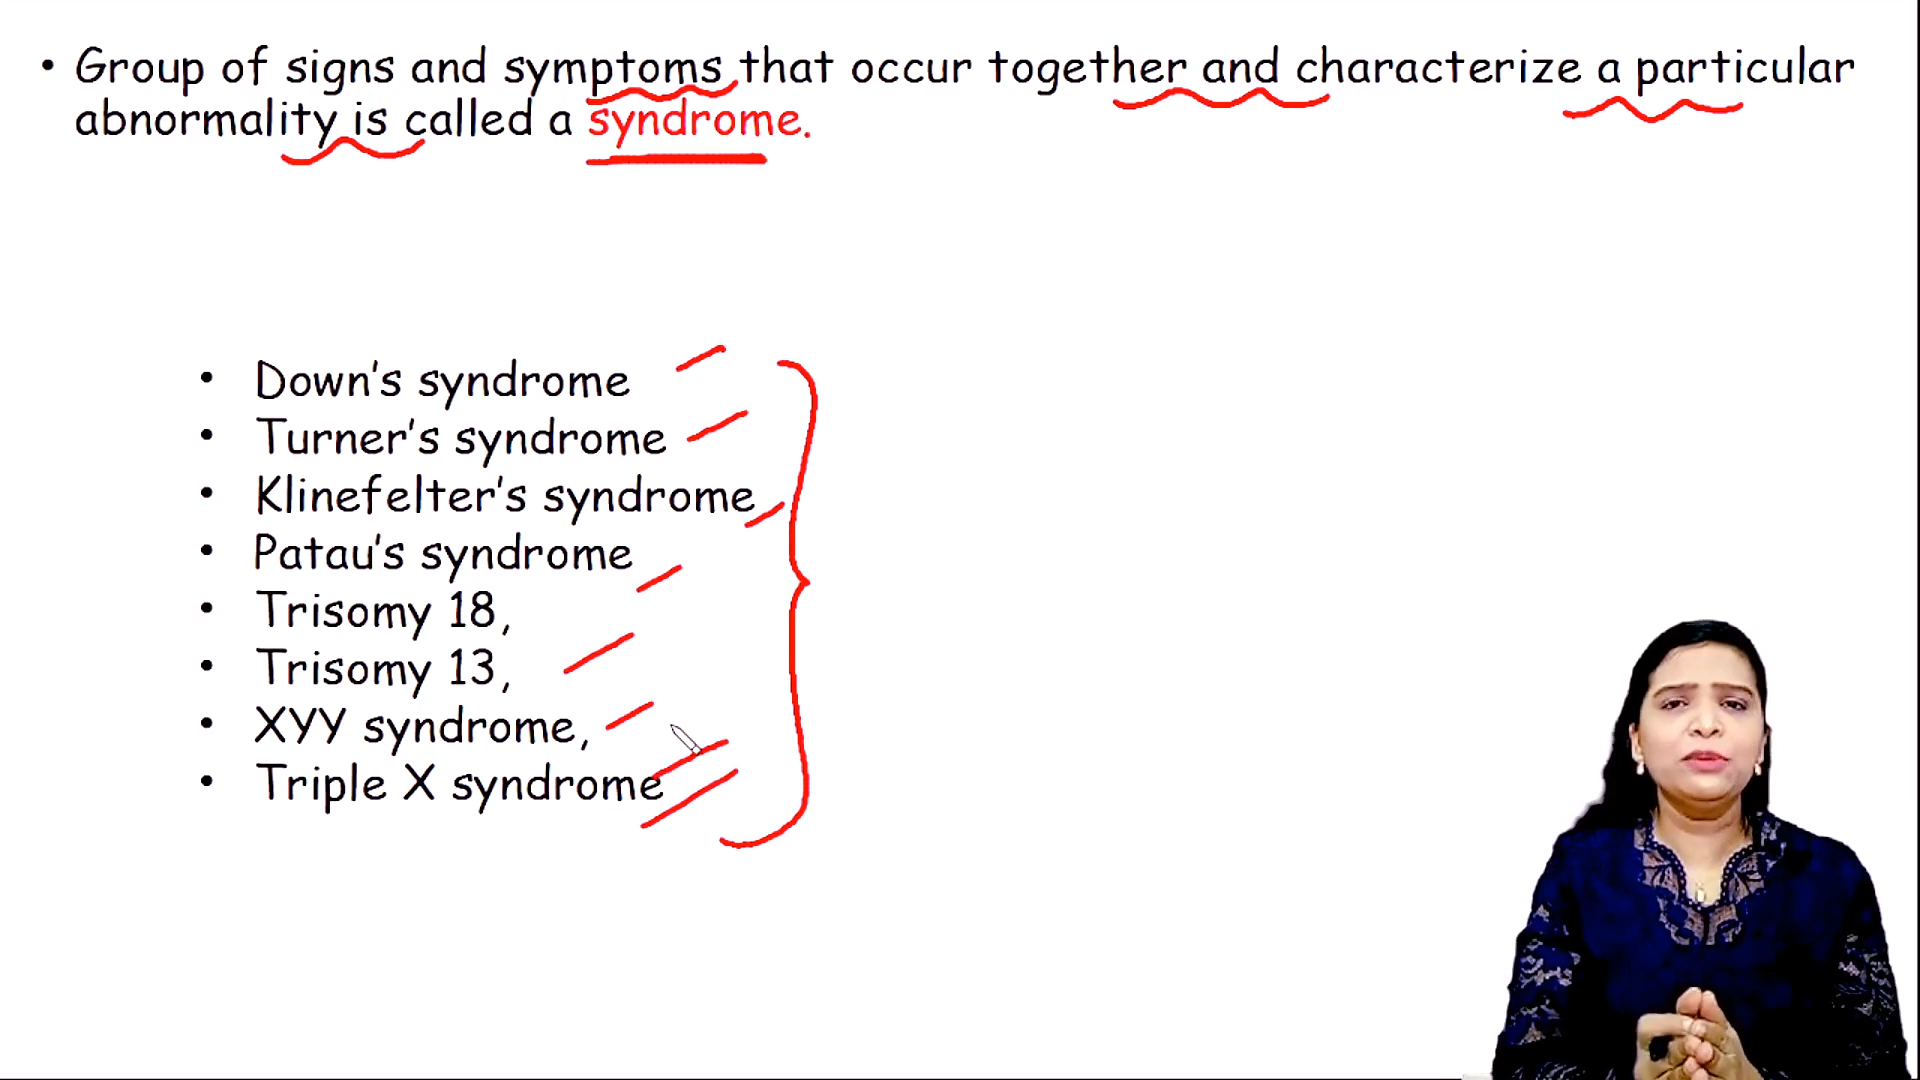 • Group of signs and symptoms that occur together and characterize a particular
abnormality is called a syndrome.
• Down's syndrome
• Turner's syndrome
• Klinefelter's syndrome
• Patau's syndrome
• Trisomy 18,
• Trisomy 13,
• XYY syndrome,
• Triple X syndrome